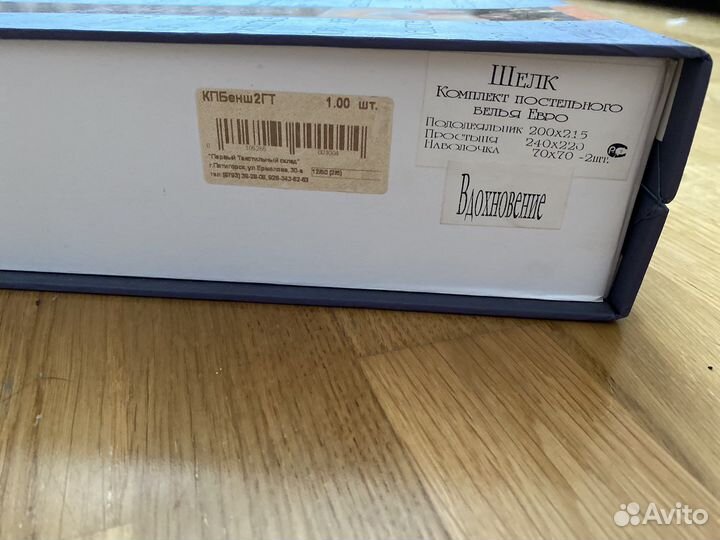 КПБенш2ГТ 1.00 шт.
"Первый Текстильный склад"
г.Пятигорск, ул Ермолова, 30-а
Шелк
Комплект постельного
белья Евро
Пододеяльник 200х215
Простыня 240х220
Наволочка 70х70 -2шт.
Вдохновение
Avito